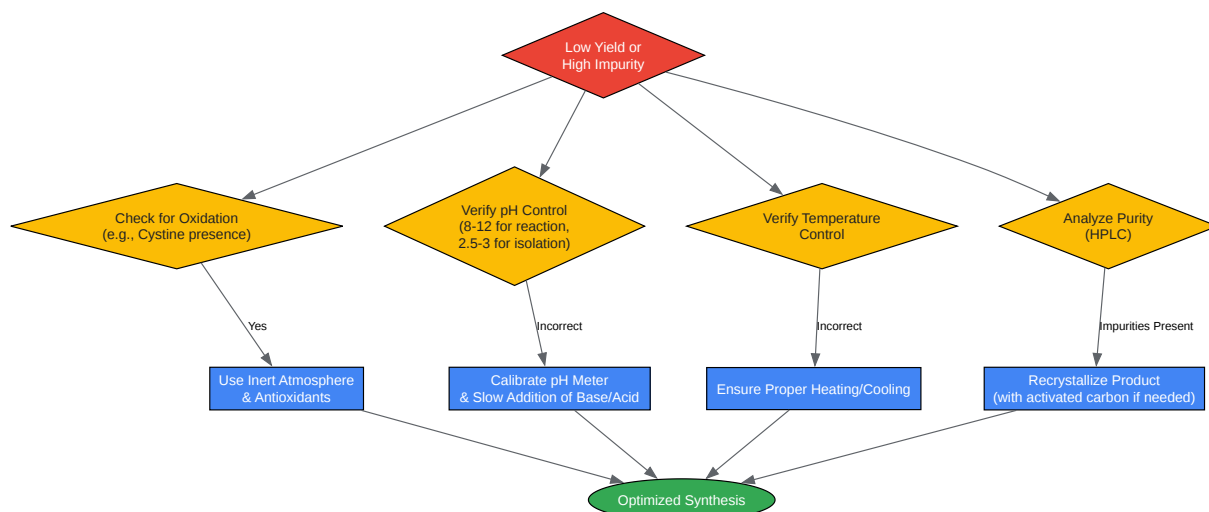 Low Yield or
High Impurity
Check for Oxidation
(e.g., Cystine presence)
Verify pH Control
(8-12 for reaction,
2.5-3 for isolation)
Verify Temperature
Control
Analyze Purity
(HPLC)
Yes
Incorrect
Incorrect
Impurities Present
Use Inert Atmosphere
& Antioxidants
Calibrate pH Meter
& Slow Addition of Base/Acid
Ensure Proper Heating/Cooling
Recrystallize Product
(with activated carbon if needed)
Optimized Synthesis